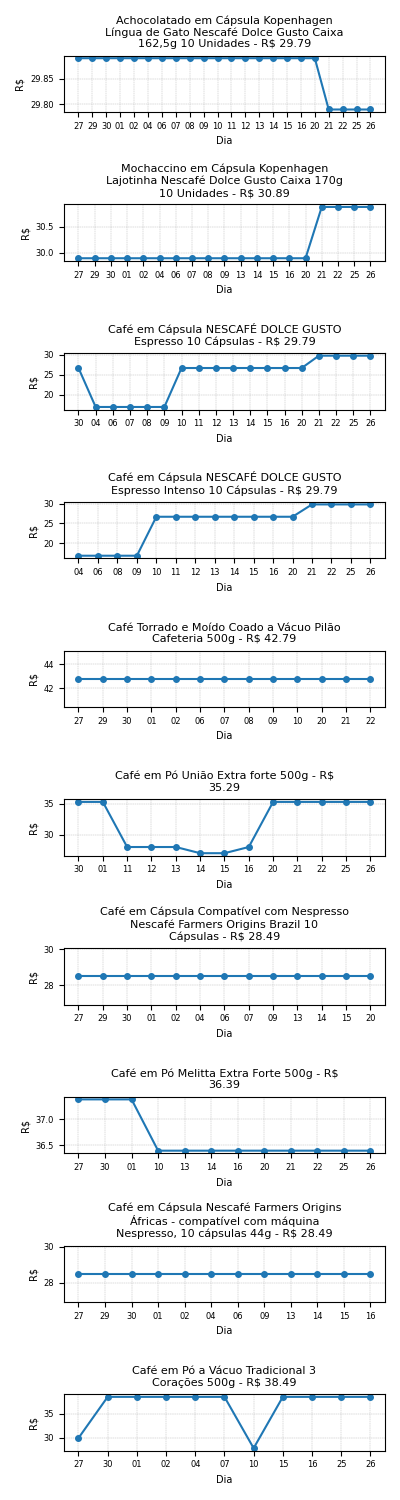 Achocolatado em Cápsula Kopenhagen
Língua de Gato Nescafé Dolce Gusto Caixa
162,5g 10 Unidades - R$ 29.79
R$
29.85
29.80
27 29 30 01 02 04 06 07 08 09 10 11 12 13 14 15 16 20 21 22 25 26
Dia
Mochaccino em Cápsula Kopenhagen
Lajotinha Nescafé Dolce Gusto Caixa 170g
10 Unidades - R$ 30.89
R$
30.5
30.0
27 29 30 01 02 04 06 07 08 09 13 14 15 16 20 21 22 25 26
Dia
Café em Cápsula NESCAFÉ DOLCE GUSTO
Espresso 10 Cápsulas - R$ 29.79
R$
30
25
20
30 04 06 07 08 09 10 11 12 13 14 15 16 20 21 22 25 26
Dia
Café em Cápsula NESCAFÉ DOLCE GUSTO
Espresso Intenso 10 Cápsulas - R$ 29.79
R$
30
25
20
04 06 08 09 10 11 12 13 14 15 16 20 21 22 25 26
Dia
Café Torrado e Moído Coado a Vácuo Pilão
Cafeteria 500g - R$ 42.79
R$
44
42
27 29 30 01 02 06 07 08 09 10 20 21 22
Dia
Café em Pó União Extra forte 500g - R$
35.29
R$
35
30
30 01 11 12 13 14 15 16 20 21 22 25 26
Dia
Café em Cápsula Compatível com Nespresso
Nescafé Farmers Origins Brazil 10
Cápsulas - R$ 28.49
R$
30
28
27 29 30 01 02 04 06 07 09 13 14 15 20
Dia
Café em Pó Melitta Extra Forte 500g - R$
36.39
R$
37.0
36.5
27 30 01 10 13 14 16 20 21 22 25 26
Dia
Café em Cápsula Nescafé Farmers Origins
Áfricas - compatível com máquina
Nespresso, 10 cápsulas 44g - R$ 28.49
R$
30
28
27 29 30 01 02 04 06 09 13 14 15 16
Dia
Café em Pó a Vácuo Tradicional 3
Corações 500g - R$ 38.49
R$
35
30
27 30 01 02 04 07 10 15 16 25 26
Dia